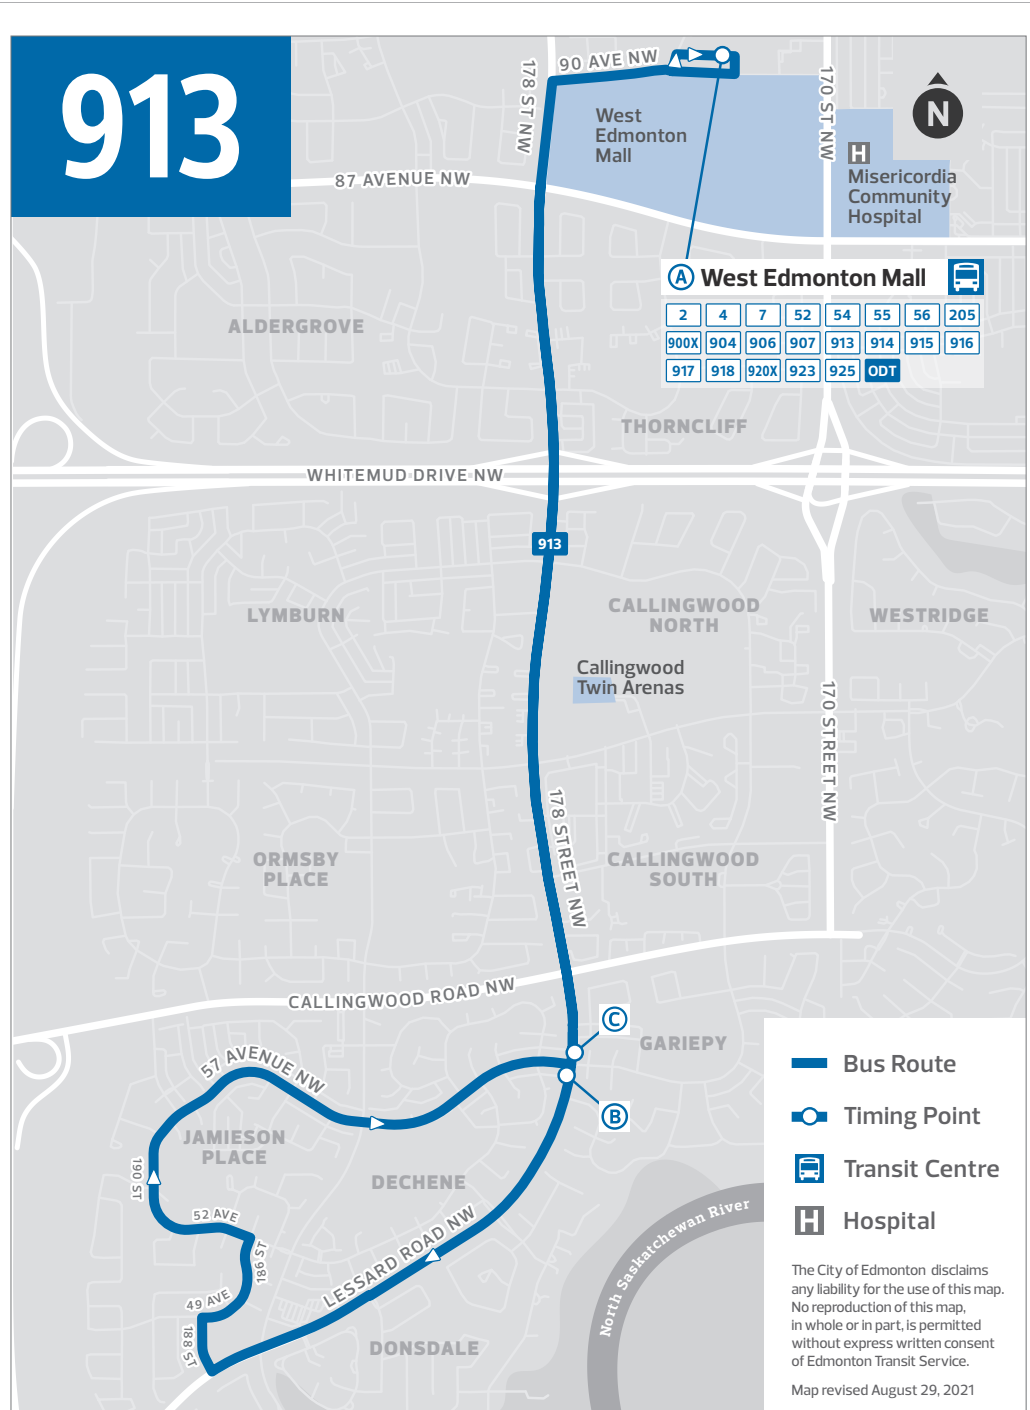 913
90 AVE NW
178 ST NW
170 ST NW
N
West
Edmonton
Mall
H
Misericordia
Community
Hospital
87 AVENUE NW
A West Edmonton Mall
2 4 7 52 54 55 56 205
900X 904 906 907 913 914 915 916
917 918 920X 923 925 ODT
ALDERGROVE
THORNCLIFF
WHITEMUD DRIVE NW
913
LYMBURN
CALLINGWOOD
NORTH
WESTRIDGE
Callingwood
Twin Arenas
170 STREET NW
178 STREET NW
ORMSBY
PLACE
CALLINGWOOD
SOUTH
CALLINGWOOD ROAD NW
C
GARIEPY
57 AVENUE NW
B
JAMIESON
PLACE
190 ST
DECHENE
52 AVE
186 ST
LESSARD ROAD NW
49 AVE
188 ST
DONSDALE
North Saskatchewan River
Bus Route
Timing Point
Transit Centre
H Hospital
The City of Edmonton disclaims
any liability for the use of this map.
No reproduction of this map,
in whole or in part, is permitted
without express written consent
of Edmonton Transit Service.
Map revised August 29, 2021